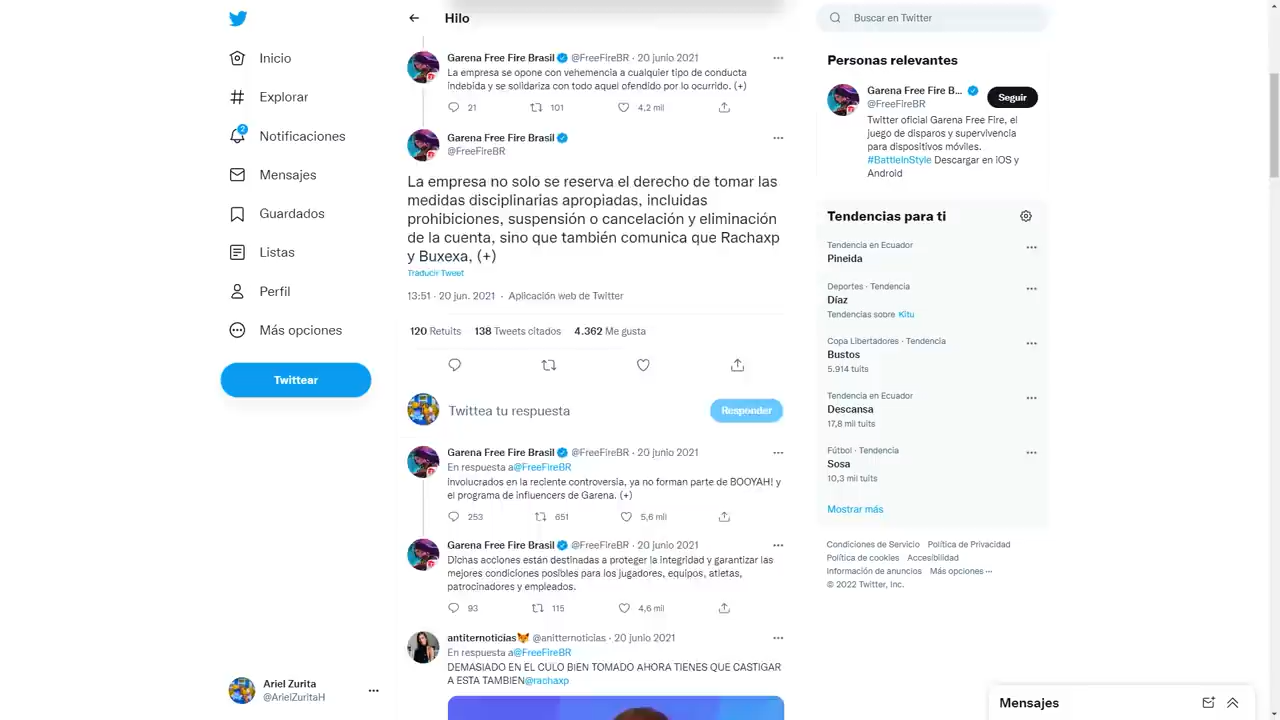 Inicio
Explorar
2
Notificaciones
Mensajes
Guardados
Listas
Perfil
Más opciones
Twittear
Ariel Zurita
@ArielZuritaH
Hilo
Garena Free Fire Brasil @FreeFireBR · 20 junio 2021
La empresa se opone con vehemencia a cualquier tipo de conducta
indebida y se solidariza con todo aquel ofendido por lo ocurrido. (+)
21 101 4,2 mil
Garena Free Fire Brasil
@FreeFireBR
La empresa no solo se reserva el derecho de tomar las
medidas disciplinarias apropiadas, incluidas
prohibiciones, suspensión o cancelación y eliminación
de la cuenta, sino que también comunica que Rachaxp
y Buxexa, (+)
Traducir Tweet
13:51 · 20 jun. 2021 · Aplicación web de Twitter
120 Retuits 138 Tweets citados 4.362 Me gusta
Twittea tu respuesta
Responder
Garena Free Fire Brasil @FreeFireBR · 20 junio 2021
En respuesta a@FreeFireBR
Involucrados en la reciente controversia, ya no forman parte de BOOYAH! y
el programa de influencers de Garena. (+)
253 651 5,6 mil
Garena Free Fire Brasil @FreeFireBR · 20 junio 2021
Dichas acciones están destinadas a proteger la integridad y garantizar las
mejores condiciones posibles para los jugadores, equipos, atletas,
patrocinadores y empleados.
93 115 4,6 mil
antiternoticias @anitternoticias · 20 junio 2021
En respuesta a@FreeFireBR
DEMASIADO EN EL CULO BIEN TOMADO AHORA TIENES QUE CASTIGAR
A ESTA TAMBIEN@rachaxp
Buscar en Twitter
Personas relevantes
Garena Free Fire B...
@FreeFireBR
Seguir
Twitter oficial Garena Free Fire, el
juego de disparos y supervivencia
para dispositivos móviles.
#BattleInStyle Descargar en iOS y
Android
Tendencias para ti
Tendencia en Ecuador
Pineida
Deportes · Tendencia
Díaz
Tendencias sobre Kitu
Copa Libertadores · Tendencia
Bustos
5.914 tuits
Tendencia en Ecuador
Descansa
17,8 mil tuits
Fútbol · Tendencia
Sosa
10,3 mil tuits
Mostrar más
Condiciones de Servicio Política de Privacidad
Política de cookies Accesibilidad
Información de anuncios Más opciones ···
© 2022 Twitter, Inc.
Mensajes